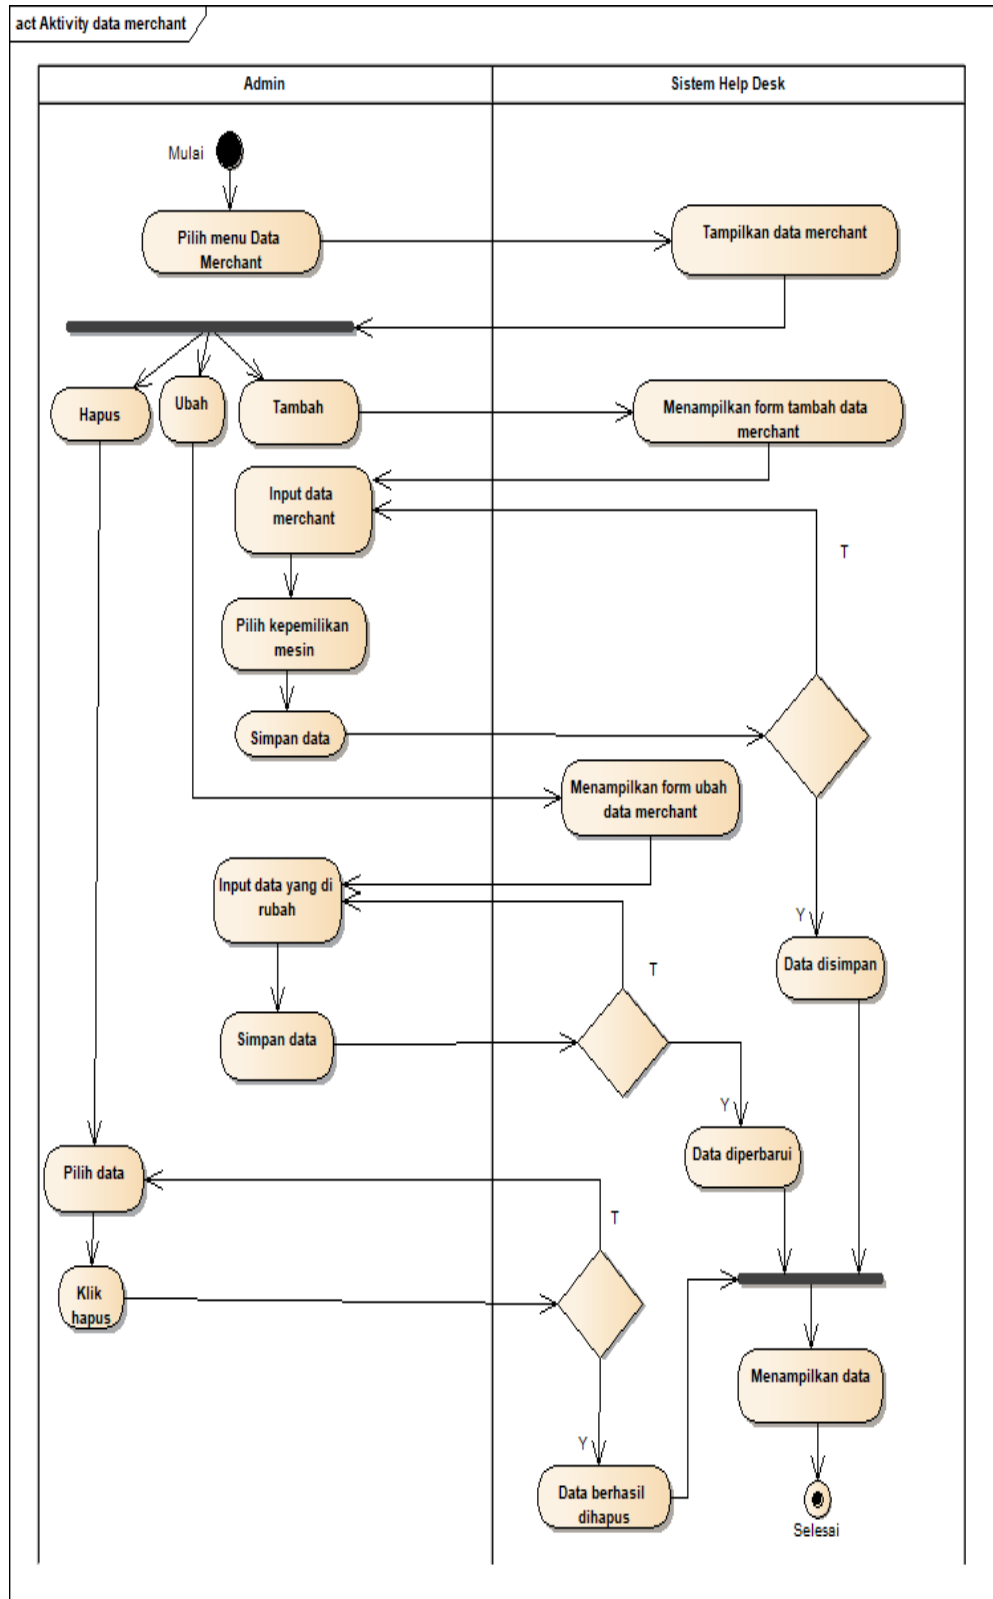 act Aktivity data merchant
Admin
Sistem Help Desk
Mulai
Pilih menu Data
Merchant
Tampilkan data merchant
Hapus
Ubah
Tambah
Menampilkan form tambah data
merchant
Input data
merchant
T
Pilih kepemilikan
mesin
Simpan data
Menampilkan form ubah
data merchant
Input data yang di
rubah
Y
Data disimpan
T
Simpan data
Y
Data diperbarui
Pilih data
T
Klik
hapus
Menampilkan data
Y
Data berhasil
dihapus
Selesai